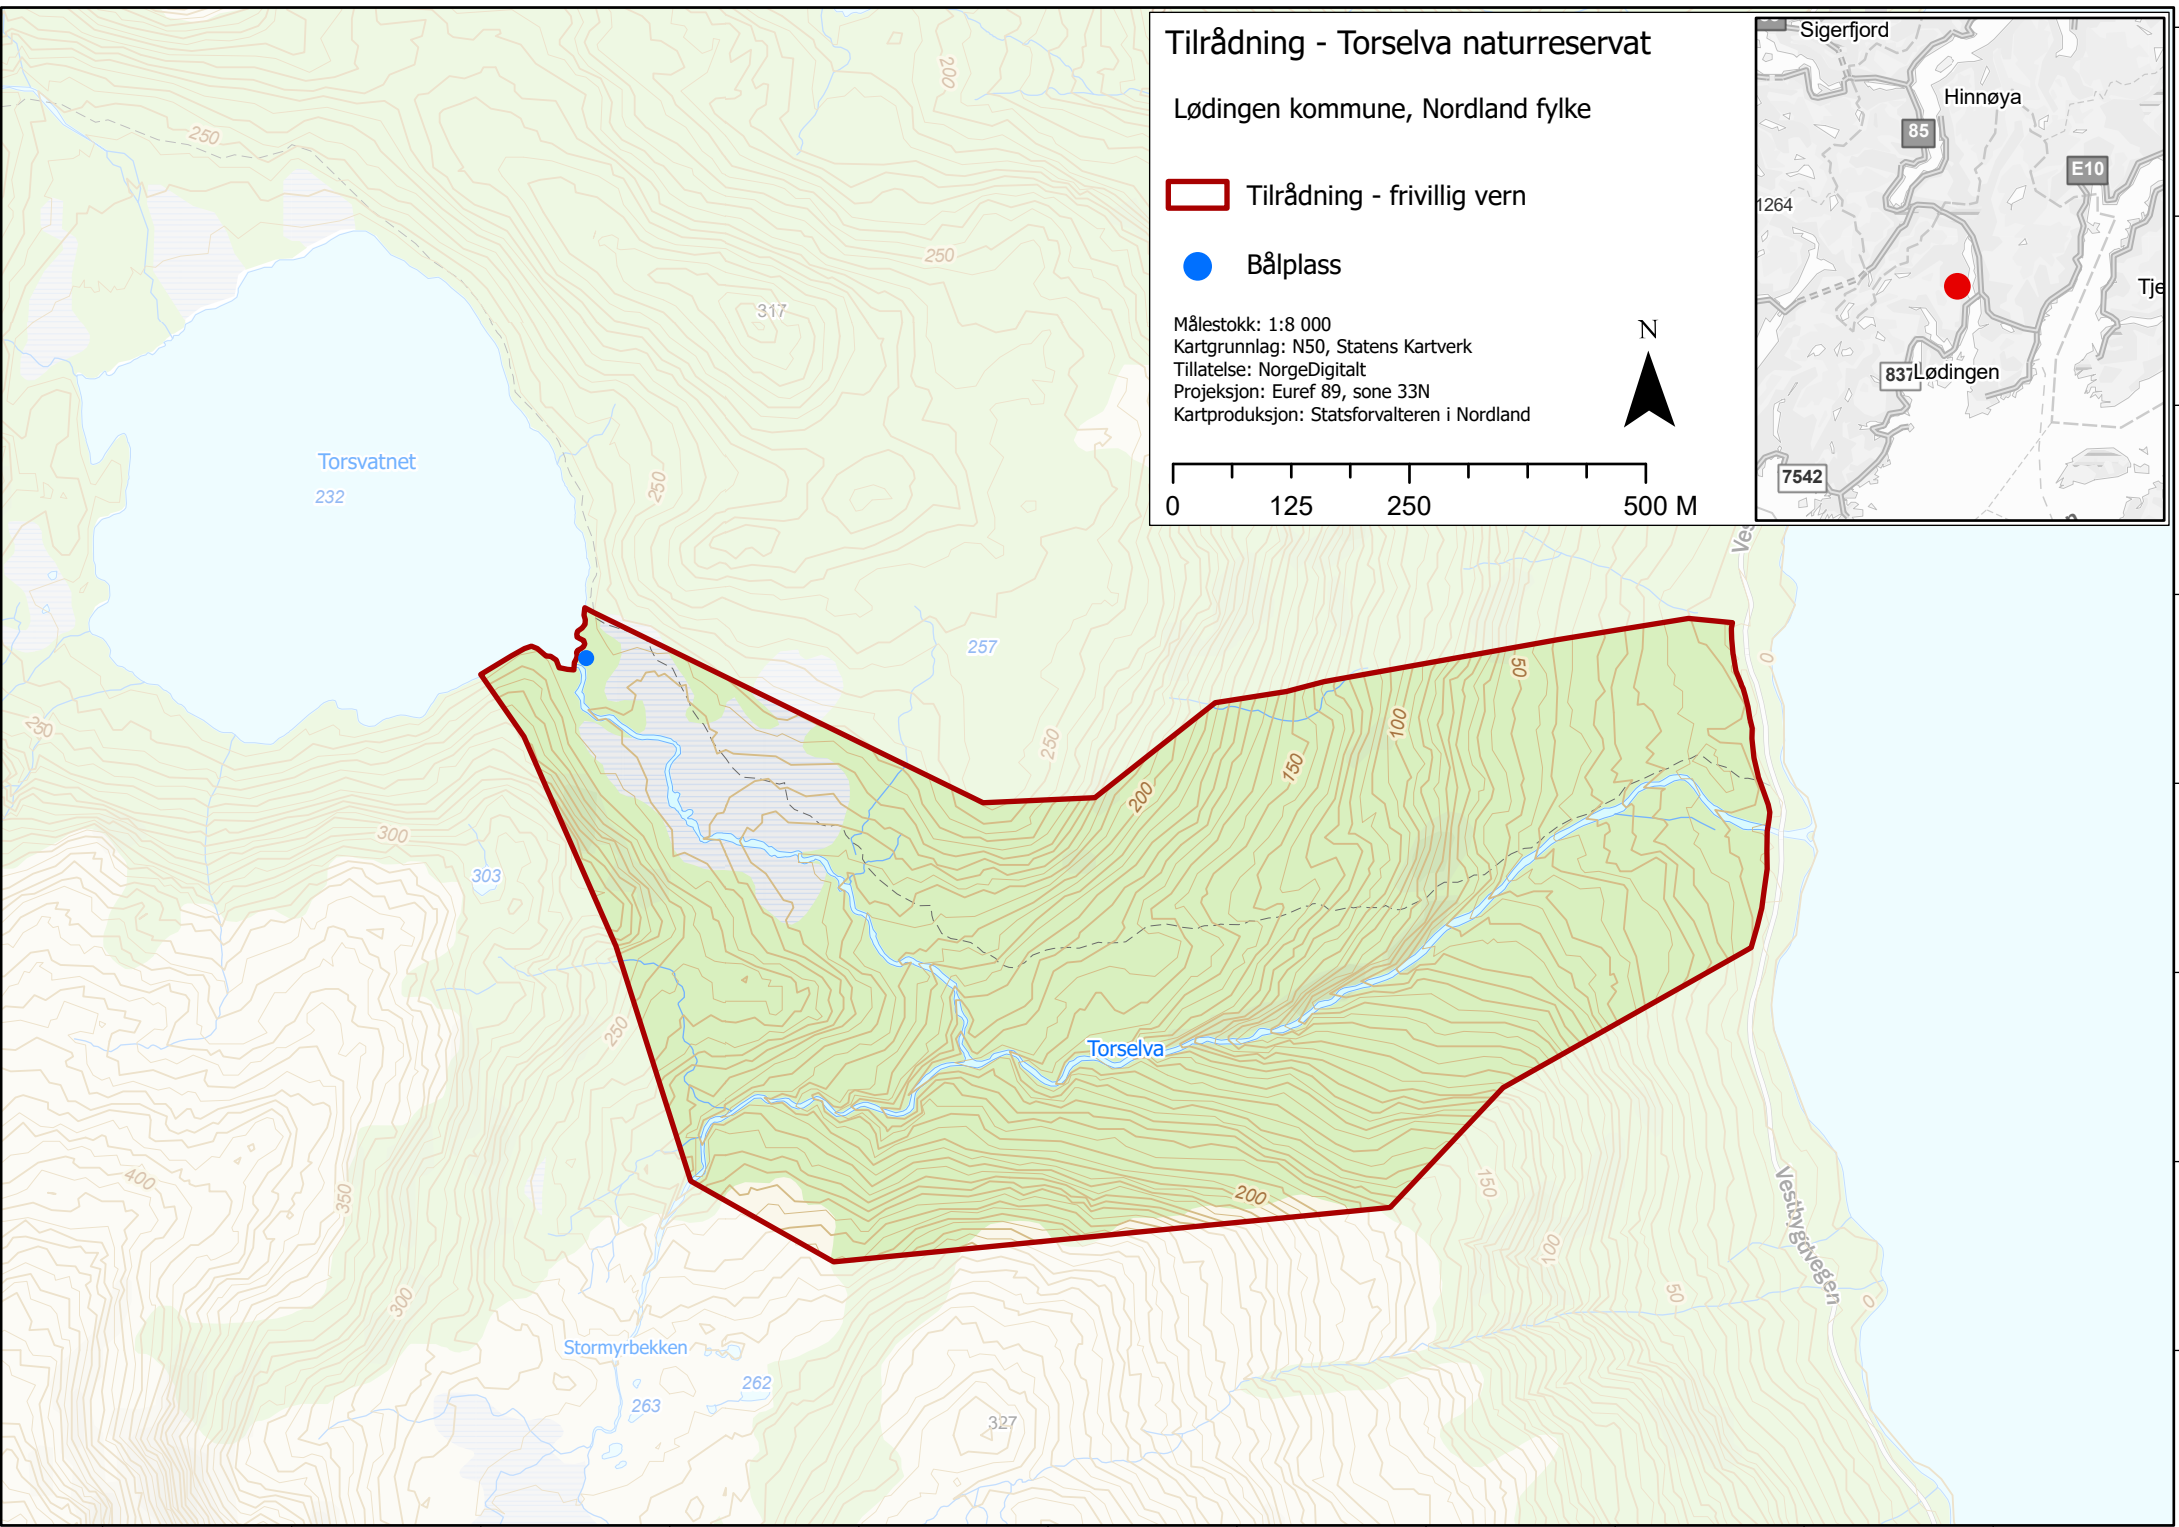 Tilrådning - Torselva naturreservat
Lødingen kommune, Nordland fylke
Tilrådning - frivillig vern
Bålplass
Målestokk: 1:8 000
Kartgrunnlag: N50, Statens Kartverk
Tillatelse: NorgeDigitalt
Projeksjon: Euref 89, sone 33N
Kartproduksjon: Statsforvalteren i Nordland
N
0 125 250 500 M
Sigerfjord
Hinnøya
85
E10
1264
Tje
837
Lødingen
7542
200
250
250
317
Torsvatnet
232
250
Ves
257
0
50
250
100
250
150
200
300
303
250
Torselva
400
350
200
150
Vestbygdvegen
100
50
0
300
Stormyrbekken
262
263
327